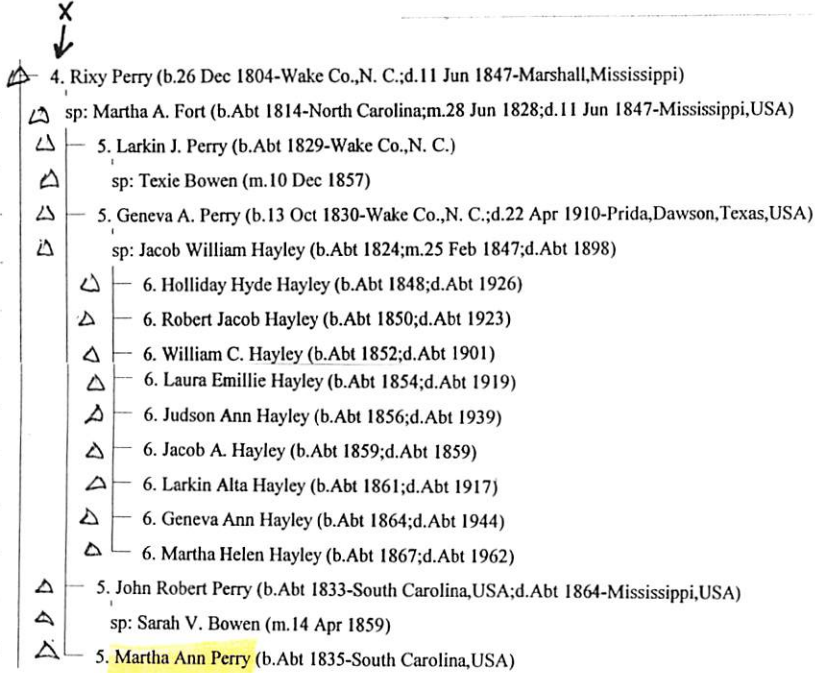 X
4. Rixy Perry (b.26 Dec 1804-Wake Co.,N. C.;d.11 Jun 1847-Marshall,Mississippi)
sp: Martha A. Fort (b.Abt 1814-North Carolina;m.28 Jun 1828;d.11 Jun 1847-Mississippi,USA)
5. Larkin J. Perry (b.Abt 1829-Wake Co.,N. C.)
sp: Texie Bowen (m.10 Dec 1857)
5. Geneva A. Perry (b.13 Oct 1830-Wake Co.,N. C.;d.22 Apr 1910-Prida,Dawson,Texas,USA)
sp: Jacob William Hayley (b.Abt 1824;m.25 Feb 1847;d.Abt 1898)
6. Holliday Hyde Hayley (b.Abt 1848;d.Abt 1926)
6. Robert Jacob Hayley (b.Abt 1850;d.Abt 1923)
6. William C. Hayley (b.Abt 1852;d.Abt 1901)
6. Laura Emillie Hayley (b.Abt 1854;d.Abt 1919)
6. Judson Ann Hayley (b.Abt 1856;d.Abt 1939)
6. Jacob A. Hayley (b.Abt 1859;d.Abt 1859)
6. Larkin Alta Hayley (b.Abt 1861;d.Abt 1917)
6. Geneva Ann Hayley (b.Abt 1864;d.Abt 1944)
6. Martha Helen Hayley (b.Abt 1867;d.Abt 1962)
5. John Robert Perry (b.Abt 1833-South Carolina,USA;d.Abt 1864-Mississippi,USA)
sp: Sarah V. Bowen (m.14 Apr 1859)
5. Martha Ann Perry (b.Abt 1835-South Carolina,USA)